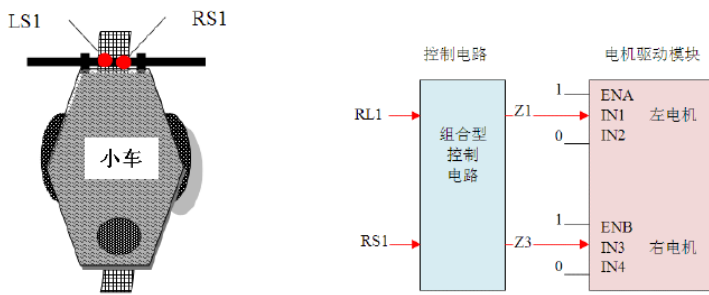 LS1
RS1
小车
控制电路
电机驱动模块
RL1
RS1
组合型
控制
电路
Z1
Z3
1
0
1
0
ENA
IN1 左电机
IN2
ENB
IN3 右电机
IN4